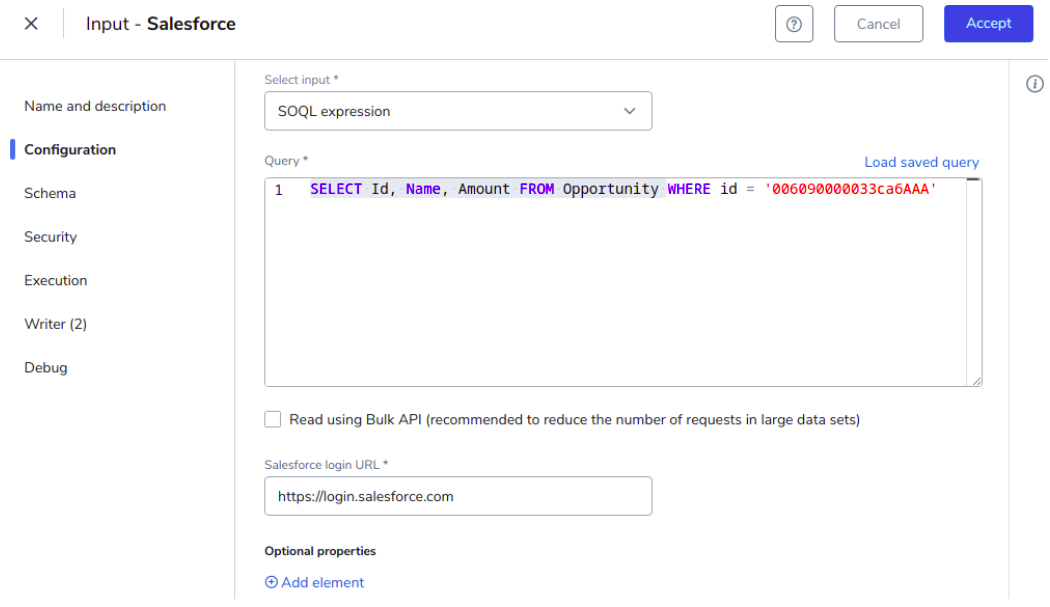 Input - Salesforce
Cancel
Accept
Name and description
Configuration
Schema
Security
Execution
Writer (2)
Debug
Select input *
SOQL expression
Query *
Load saved query
1 SELECT Id, Name, Amount FROM Opportunity WHERE id = '006090000033ca6AAA'
Read using Bulk API (recommended to reduce the number of requests in large data sets)
Salesforce login URL *
https://login.salesforce.com
Optional properties
Add element